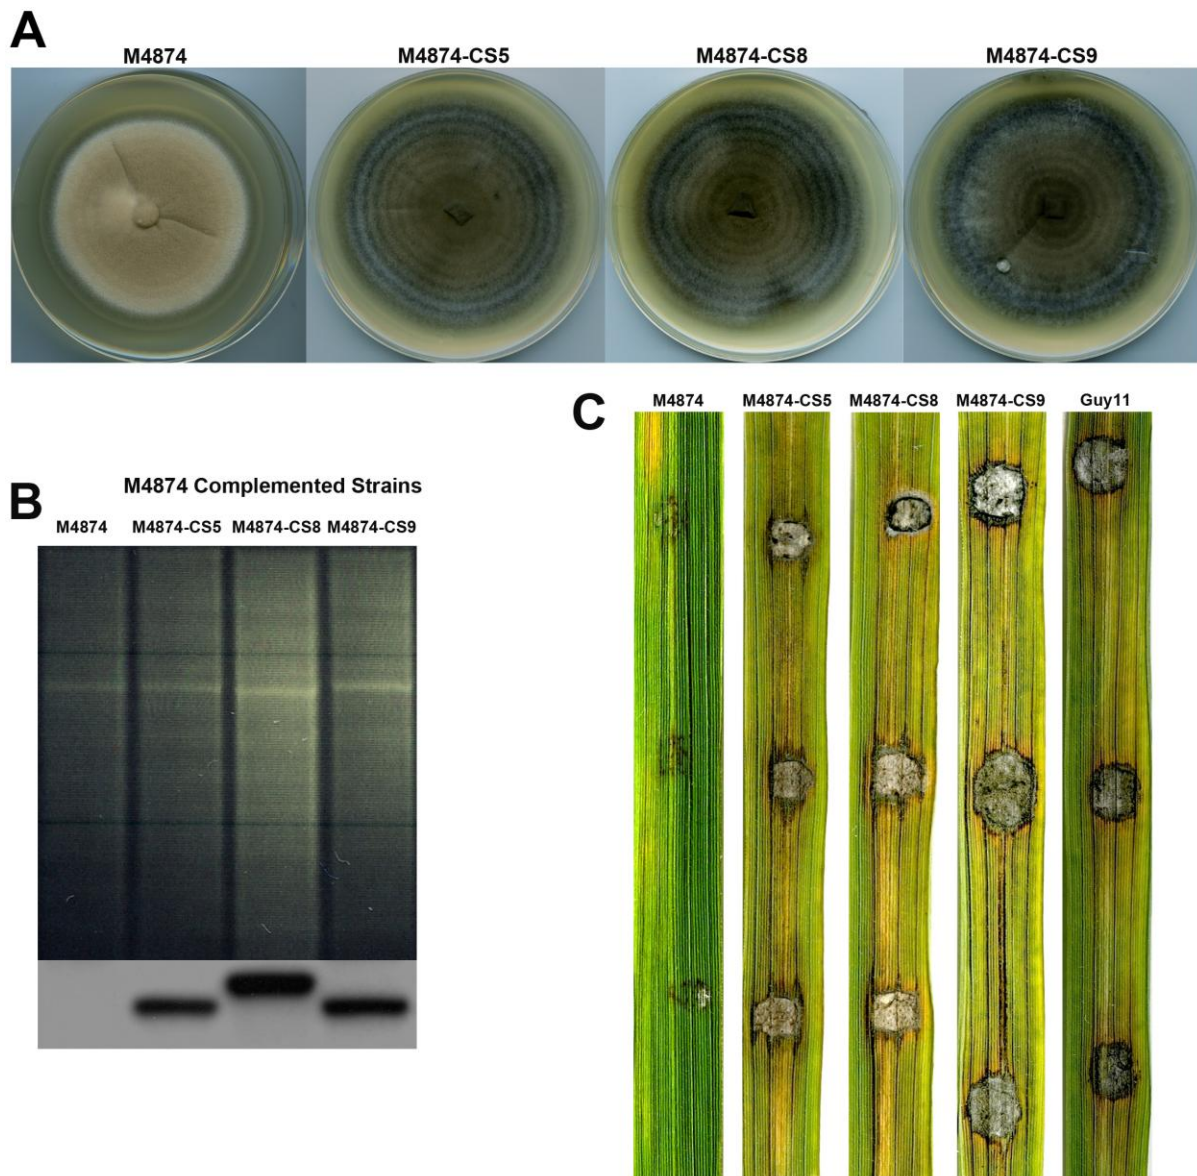 A
M4874 M4874-CS5 M4874-CS8 M4874-CS9
B
M4874 Complemented Strains
M4874 M4874-CS5 M4874-CS8 M4874-CS9
C
M4874 M4874-CS5 M4874-CS8 M4874-CS9 Guy11